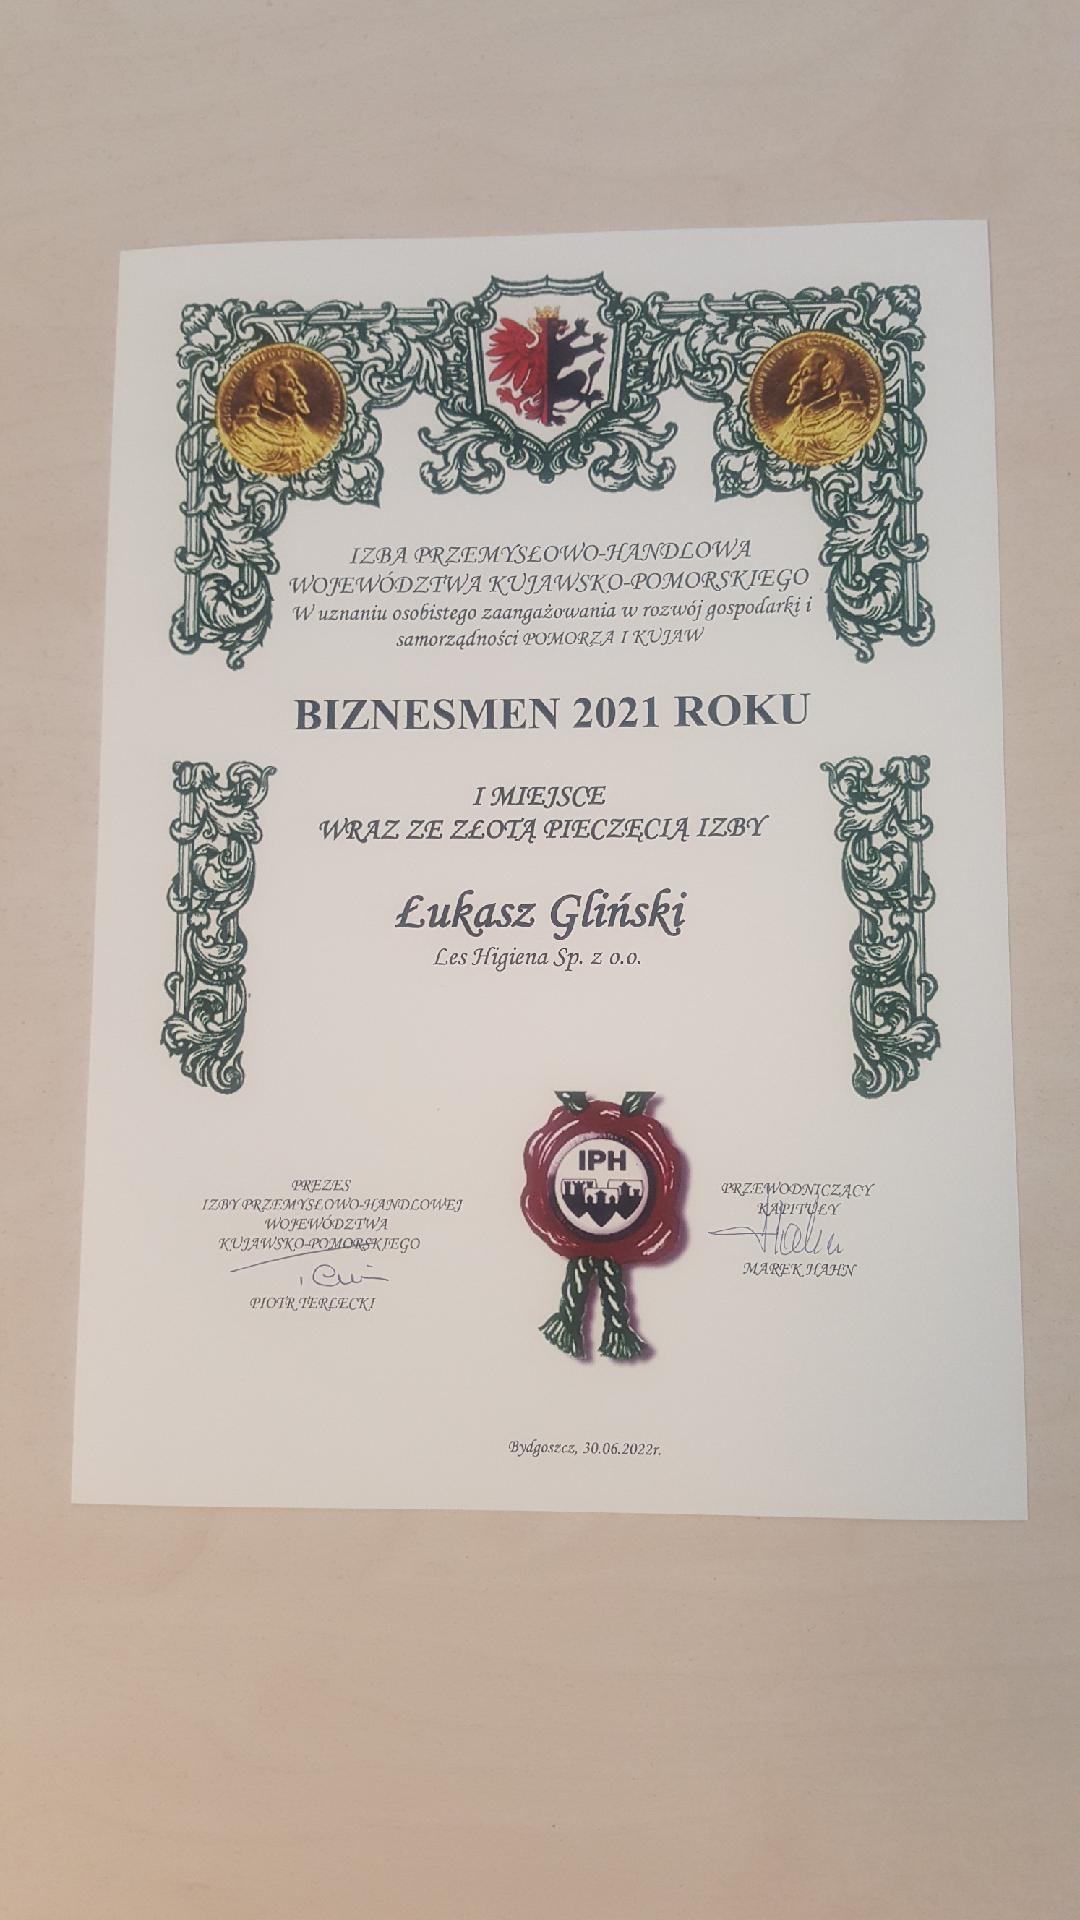 IZBA PRZEMYSŁOWO-HANDLOWA
WOJEWÓDZTWA KUJAWSKO-POMORSKIEGO
W uznaniu osobistego zaangażowania w rozwój gospodarki i
samorządności POMORZA I KUJAW
BIZNESMEN 2021 ROKU
I MIEJSCE
WRAZ ZE ZŁOTĄ PIECZĘCIĄ IZBY
Łukasz Gliński
Les Higiena Sp. z o.o.
IPH
PREZES
IZBY PRZEMYSŁOWO-HANDLOWEJ
WOJEWÓDZTWA
KUJAWSKO-POMORSKIEGO
PIOTR TERLECKI
PRZEWODNICZĄCY
KAPITUŁY
MAREK HAHN
Bydgoszcz, 30.06.2022r.